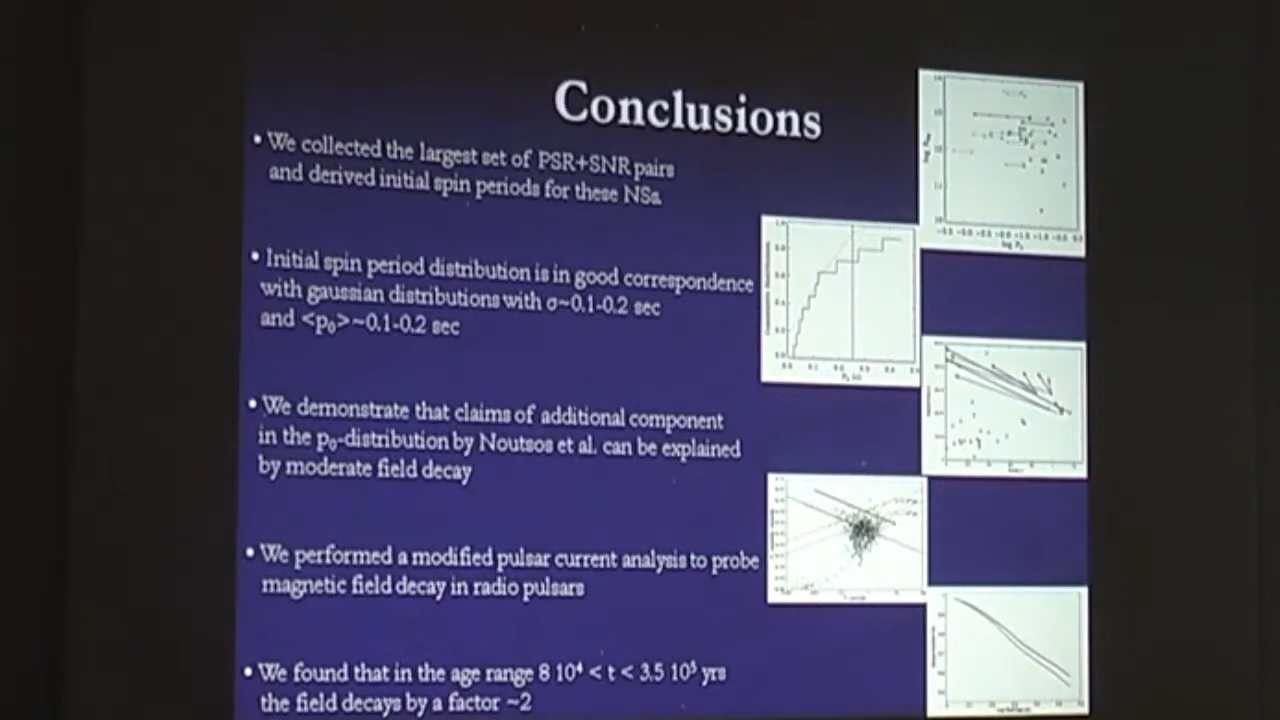 Conclusions
• We collected the largest set of PSR+SNR pairs
and derived initial spin periods for these NSs.
• Initial spin period distribution is in good correspondence
with gaussian distributions with σ~0.1-0.2 sec
and <p₀>~0.1-0.2 sec
• We demonstrate that claims of additional component
in the p₀-distribution by Noutsos et al. can be explained
by moderate field decay
• We performed a modified pulsar current analysis to probe
magnetic field decay in radio pulsars
• We found that in the age range 8 10⁴ < t < 3.5 10⁵ yrs
the field decays by a factor ~2